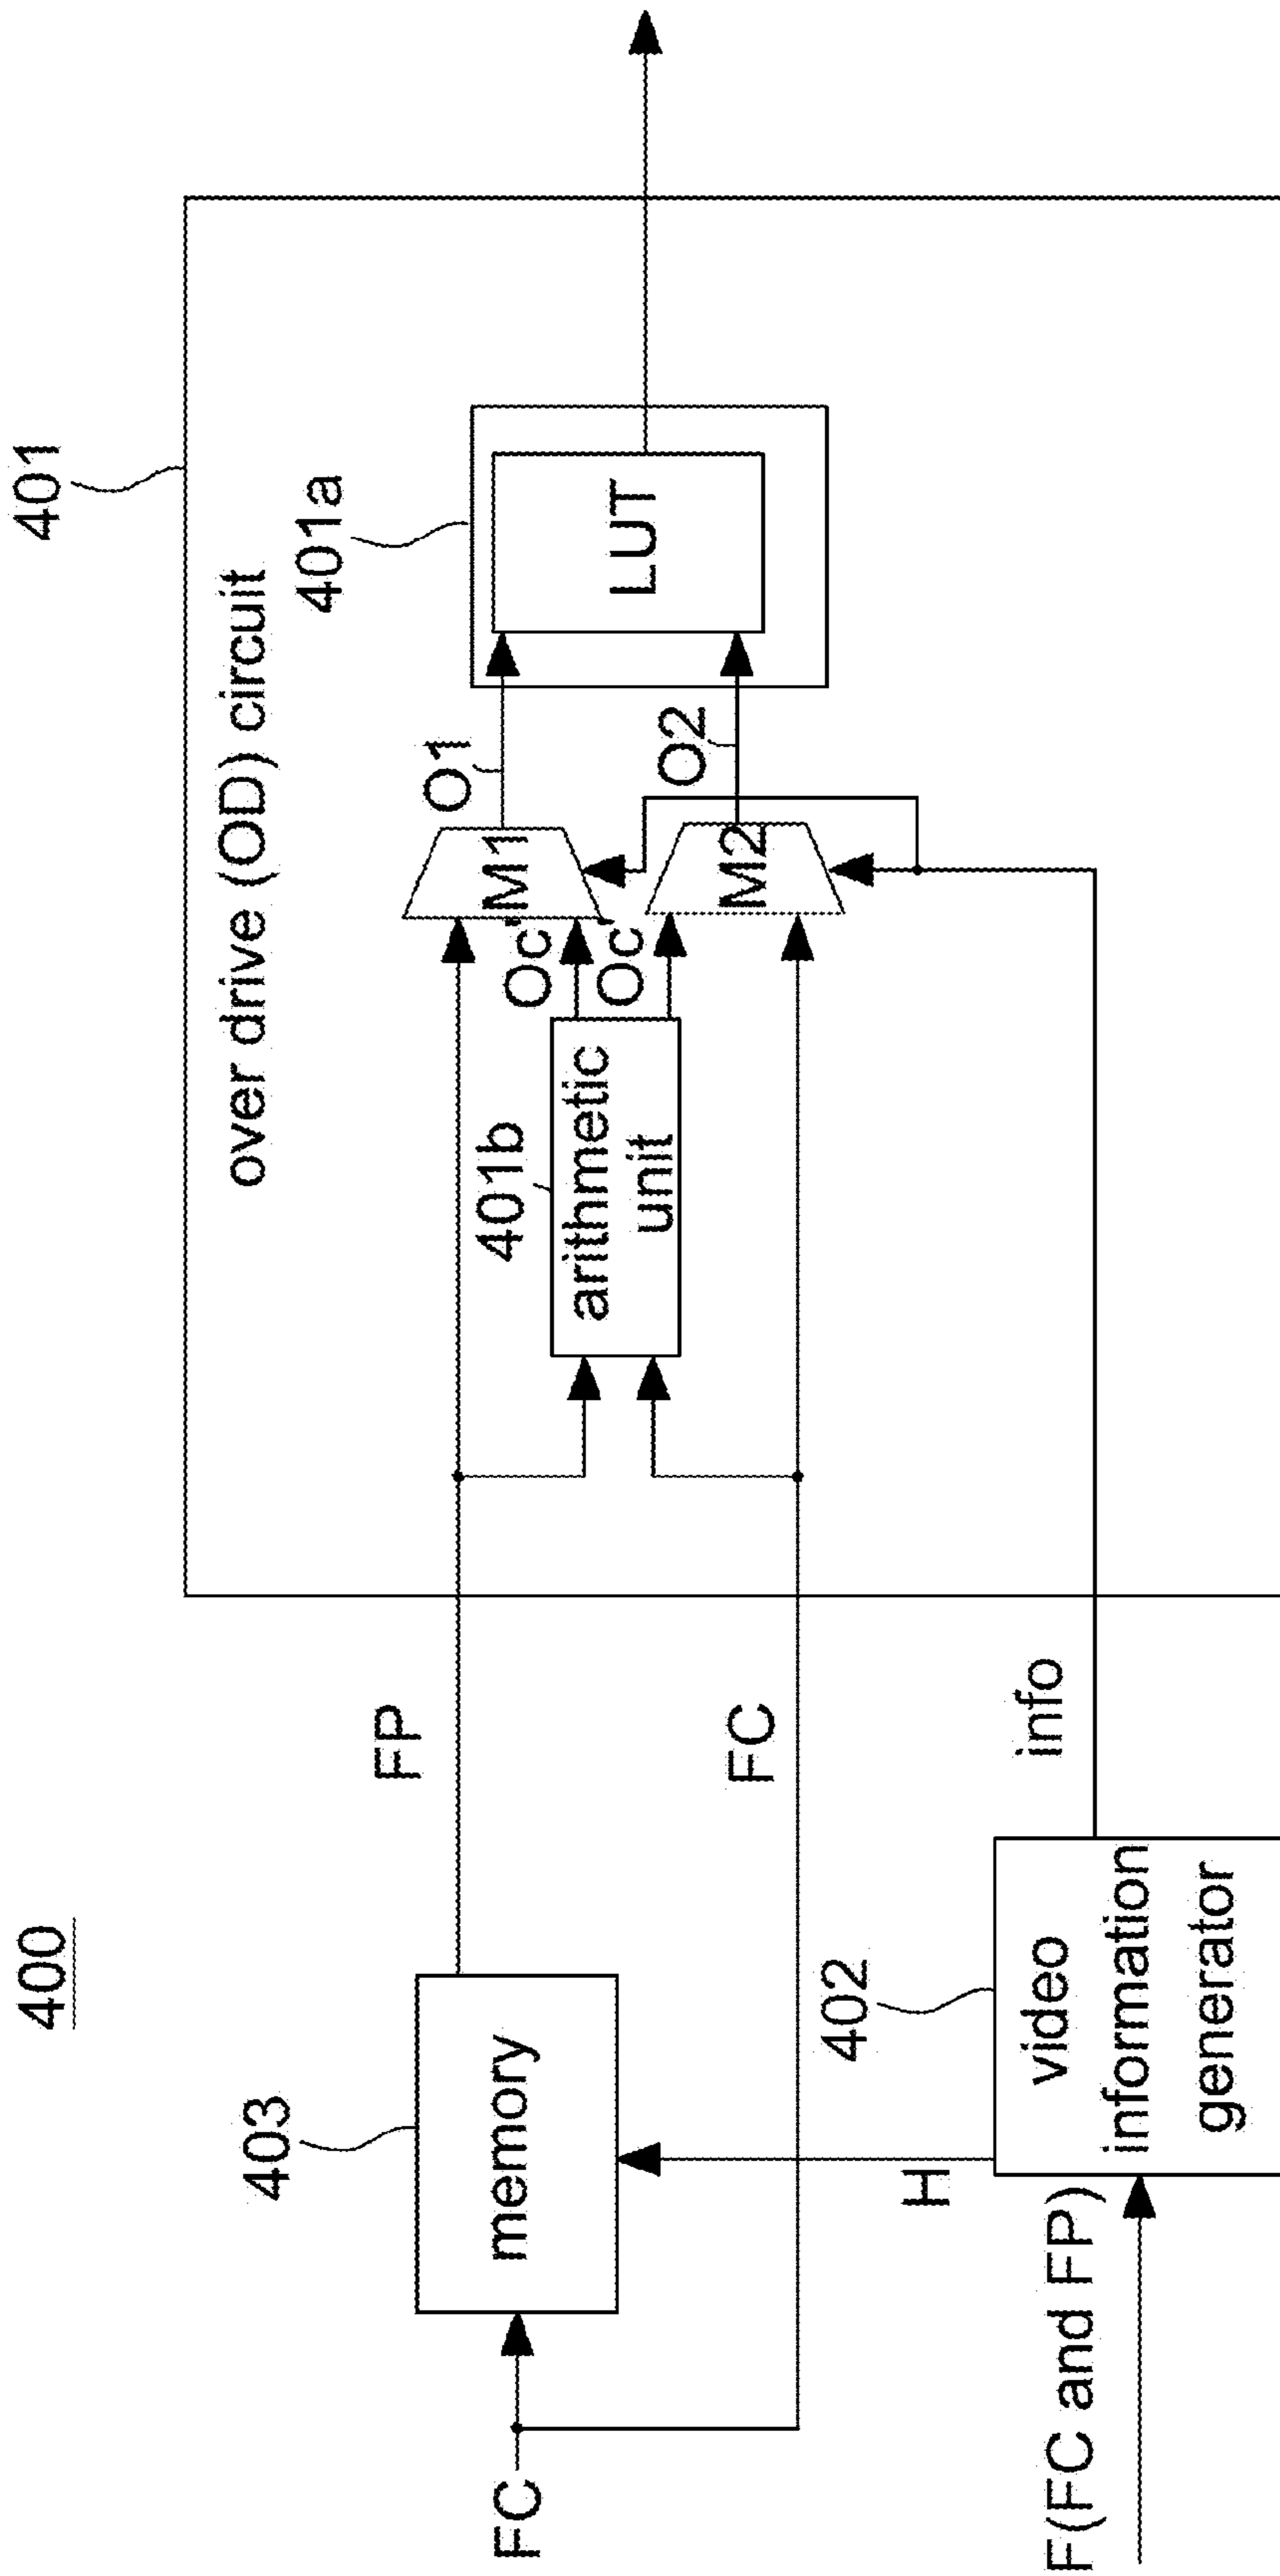 400
401
over drive (OD) circuit
401a
403
FP
401b
Oc'
M1
O1
memory
arithmetic
unit
Oc'
LUT
FC
FC
M2
O2
402
H
info
video
information
generator
F(FC and FP)